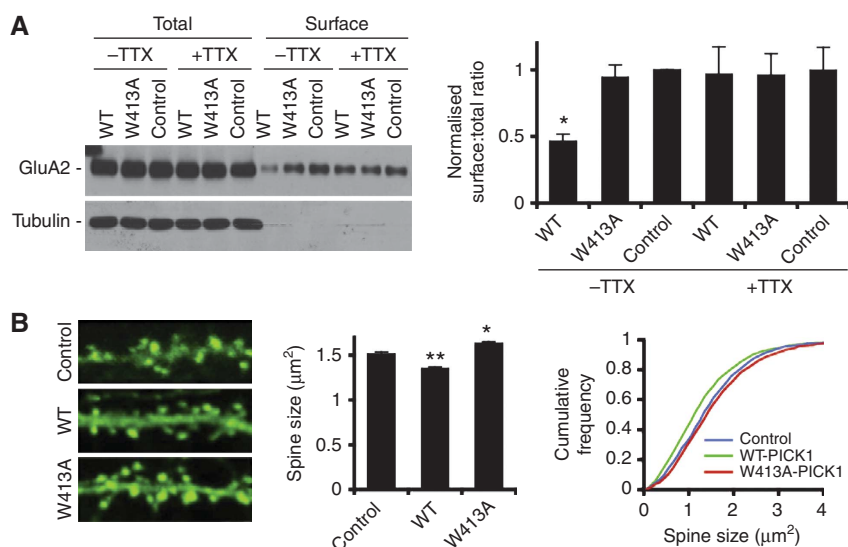 A
Total Surface
–TTX +TTX –TTX +TTX
WT W413A Control WT W413A Control WT W413A Control WT W413A Control
GluA2 -
Tubulin -
Normalised
surface:total ratio
1
0.5
0
*
WT W413A Control WT W413A Control
–TTX +TTX
B
Control
WT
W413A
Spine size (μm²)
1.5
1
0.5
0
** *
Control WT W413A
Cumulative
frequency
1
0.8
0.6
0.4
0.2
0
Control
WT-PICK1
W413A-PICK1
0 1 2 3 4
Spine size (μm²)